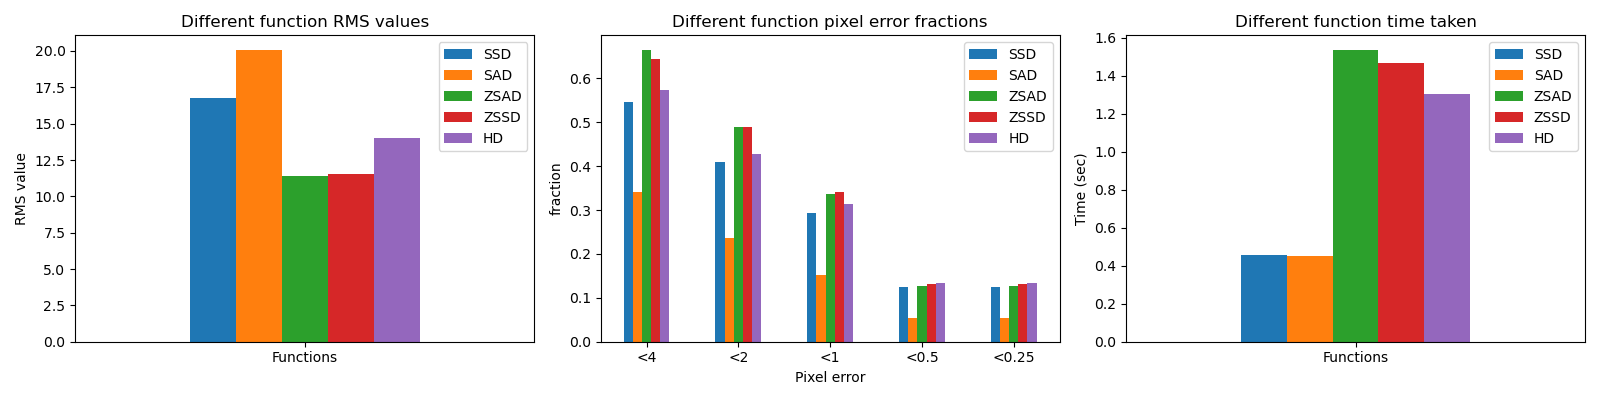 Different function RMS values
RMS value
20.0
17.5
15.0
12.5
10.0
7.5
5.0
2.5
0.0
Functions
SSD
SAD
ZSAD
ZSSD
HD
Different function pixel error fractions
fraction
0.6
0.5
0.4
0.3
0.2
0.1
0.0
<4 <2 <1 <0.5 <0.25
Pixel error
SSD
SAD
ZSAD
ZSSD
HD
Different function time taken
Time (sec)
1.6
1.4
1.2
1.0
0.8
0.6
0.4
0.2
0.0
Functions
SSD
SAD
ZSAD
ZSSD
HD